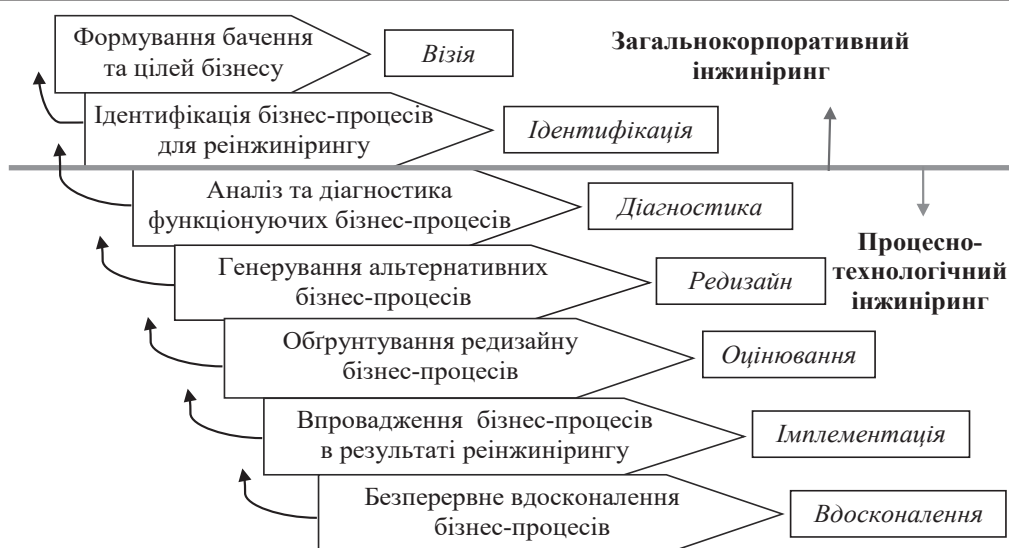 Формування бачення
та цілей бізнесу
Візія
Загальнокорпоративний
інжиніринг
Ідентифікація бізнес-процесів
для реінжинірингу
Ідентифікація
Аналіз та діагностика
функціонуючих бізнес-процесів
Діагностика
Процесно-
технологічний
інжиніринг
Генерування альтернативних
бізнес-процесів
Редизайн
Обґрунтування редизайну
бізнес-процесів
Оцінювання
Впровадження бізнес-процесів
в результаті реінжинірингу
Імплементація
Безперервне вдосконалення
бізнес-процесів
Вдосконалення